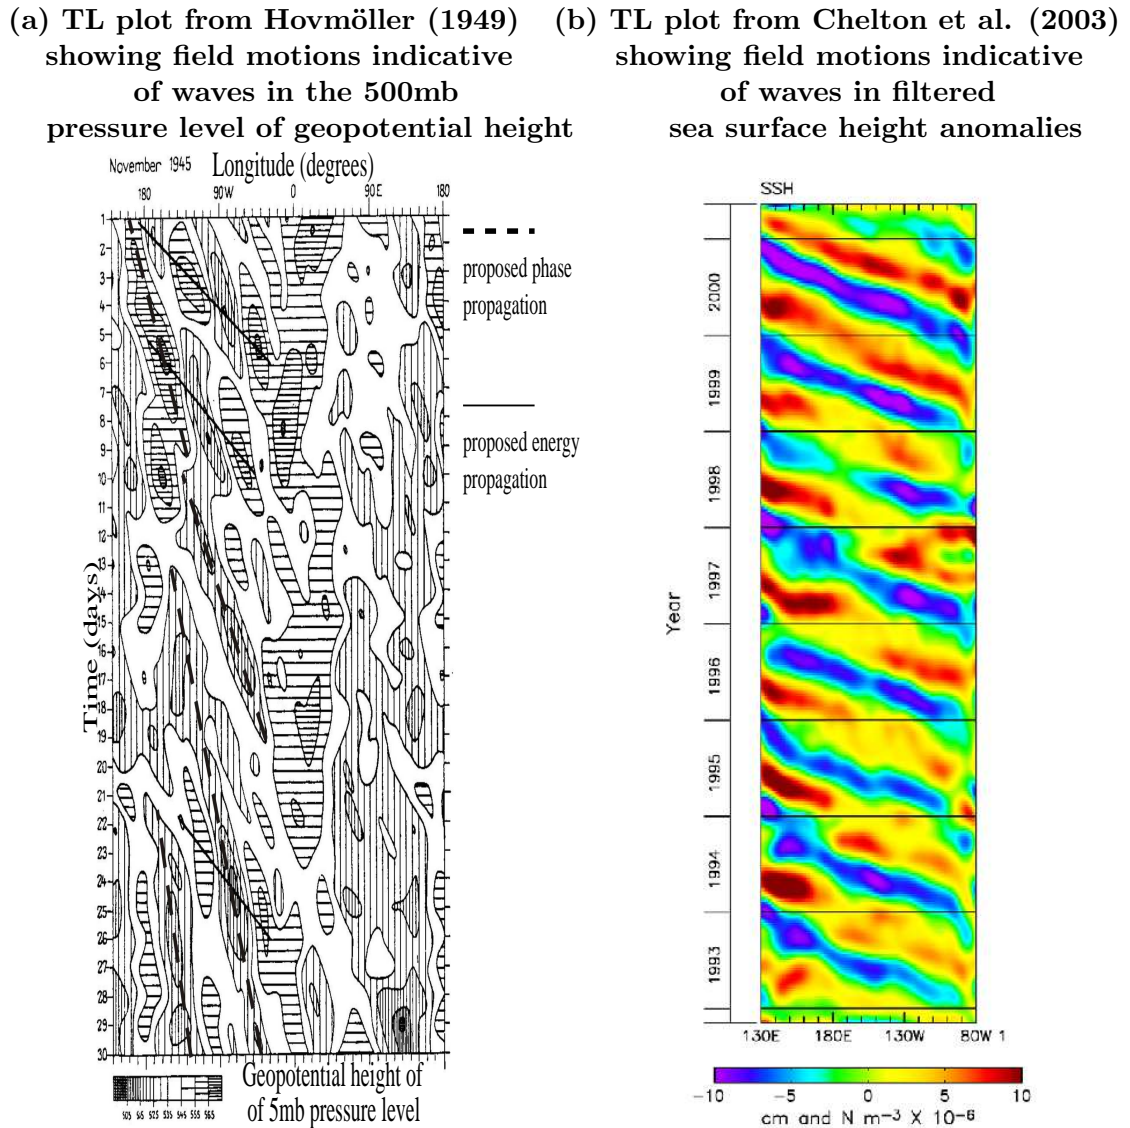 (a) TL plot from Hovmöller (1949)
showing field motions indicative
of waves in the 500mb
pressure level of geopotential height
(b) TL plot from Chelton et al. (2003)
showing field motions indicative
of waves in filtered
sea surface height anomalies
November 1945
Longitude (degrees)
180 90W 0 90E 180
Time (days)
1
2
3
4
5
6
7
8
9
10
11
12
13
14
15
16
17
18
19
20
21
22
23
24
25
26
27
28
29
30
proposed phase
propagation
proposed energy
propagation
Geopotential height of
of 5mb pressure level
SSH
Year
2000
1999
1998
1997
1996
1995
1994
1993
130E 180E 130W 80W 1
-10 -5 0 5 10
cm and N m-3 X 10-6